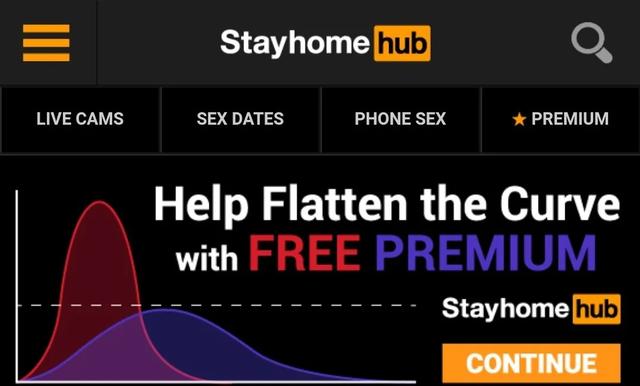 Stayhome hub
LIVE CAMS
SEX DATES
PHONE SEX
★ PREMIUM
Help Flatten the Curve
with FREE PREMIUM
Stayhome hub
CONTINUE